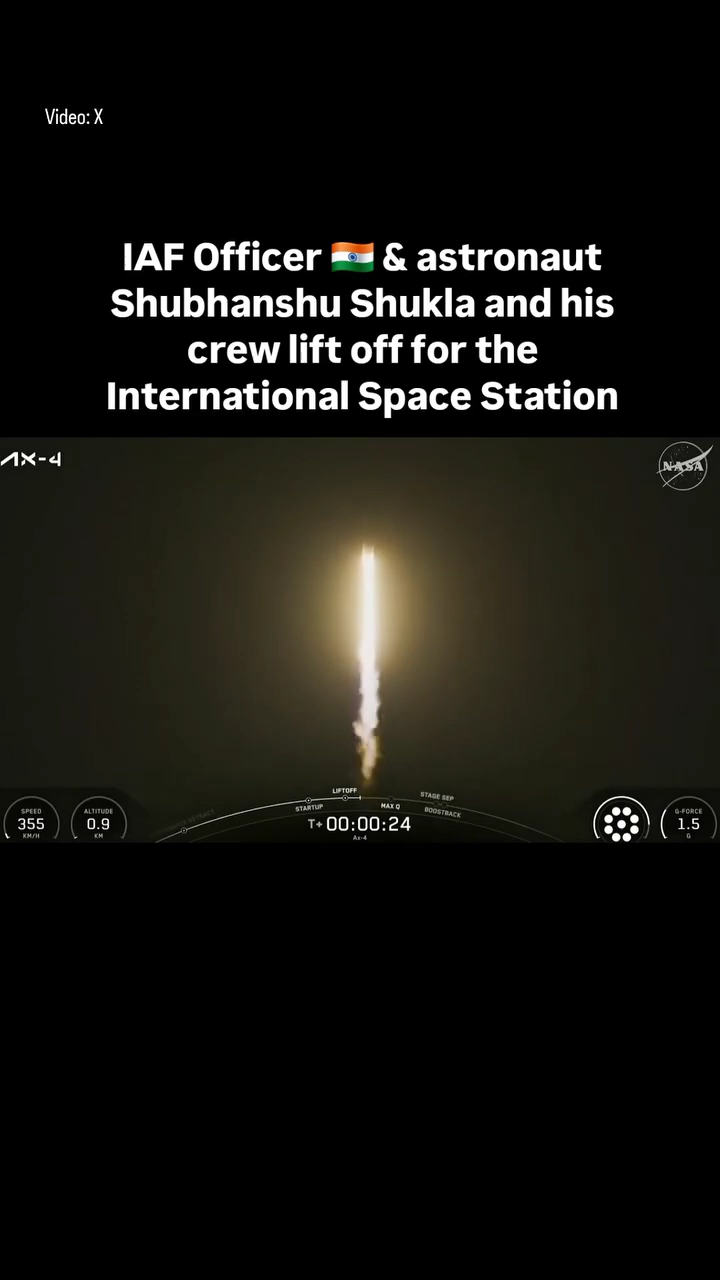 Video: X
IAF Officer 🇮🇳 & astronaut
Shubhanshu Shukla and his
crew lift off for the
International Space Station
AX-4
NASA
LIFTOFF
STAGE SEP
STARTUP
MAX Q
BOOSTBACK
SPEED
355
KM/H
ALTITUDE
0.9
KM
T+ 00:00:24
Ax-4
G-FORCE
1.5
G